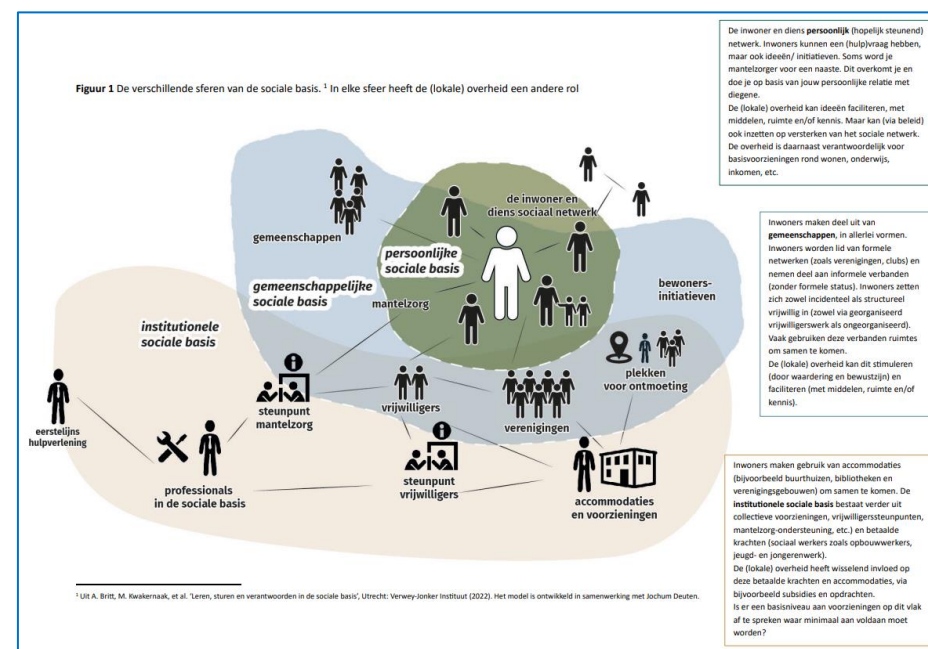 Figuur 1 De verschillende sferen van de sociale basis. ¹ In elke sfeer heeft de (lokale) overheid een andere rol
gemeenschappen
de inwoner en
diens sociaal netwerk
persoonlijke
sociale basis
gemeenschappelijke
sociale basis
mantelzorg
bewoners-
initiatieven
institutionele
sociale basis
plekken
voor ontmoeting
steunpunt
mantelzorg
vrijwilligers
verenigingen
eerstelijns
hulpverlening
professionals
in de sociale basis
steunpunt
vrijwilligers
accommodaties
en voorzieningen
¹ Uit A. Britt, M. Kwakernaak, et al. 'Leren, sturen en verantwoorden in de sociale basis', Utrecht: Verwey-Jonker Instituut (2022). Het model is ontwikkeld in samenwerking met Jochum Deuten.
De inwoner en diens persoonlijk (hopelijk steunend)
netwerk. Inwoners kunnen een (hulp)vraag hebben,
maar ook ideeën/ initiatieven. Soms word je
mantelzorger voor een naaste. Dit overkomt je en
doe je op basis van jouw persoonlijke relatie met
diegene.
De (lokale) overheid kan ideeën faciliteren, met
middelen, ruimte en/of kennis. Maar kan (via beleid)
ook inzetten op versterken van het sociale netwerk.
De overheid is daarnaast verantwoordelijk voor
basisvoorzieningen rond wonen, onderwijs,
inkomen, etc.
Inwoners maken deel uit van
gemeenschappen, in allerlei vormen.
Inwoners worden lid van formele
netwerken (zoals verenigingen, clubs) en
nemen deel aan informele verbanden
(zonder formele status). Inwoners zetten
zich zowel incidenteel als structureel
vrijwillig in (zowel via georganiseerd
vrijwilligerswerk als ongeorganiseerd).
Vaak gebruiken deze verbanden ruimtes
om samen te komen.
De (lokale) overheid kan dit stimuleren
(door waardering en bewustzijn) en
faciliteren (met middelen, ruimte en/of
kennis).
Inwoners maken gebruik van accommodaties
(bijvoorbeeld buurthuizen, bibliotheken en
verenigingsgebouwen) om samen te komen. De
institutionele sociale basis bestaat verder uit
collectieve voorzieningen, vrijwilligerssteunpunten,
mantelzorg-ondersteuning, etc.) en betaalde
krachten (sociaal werkers zoals opbouwwerkers,
jeugd- en jongerenwerk).
De (lokale) overheid heeft wisselend invloed op
deze betaalde krachten en accommodaties, via
bijvoorbeeld subsidies en opdrachten.
Is er een basisniveau aan voorzieningen op dit vlak
af te spreken waar minimaal aan voldaan moet
worden?